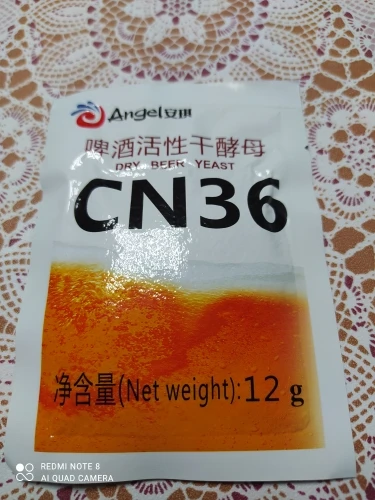 Angel安琪
啤酒活性干酵母
DRY BEER YEAST
CN36
净含量(Net weight):12 g
REDMI NOTE 8
AI QUAD CAMERA